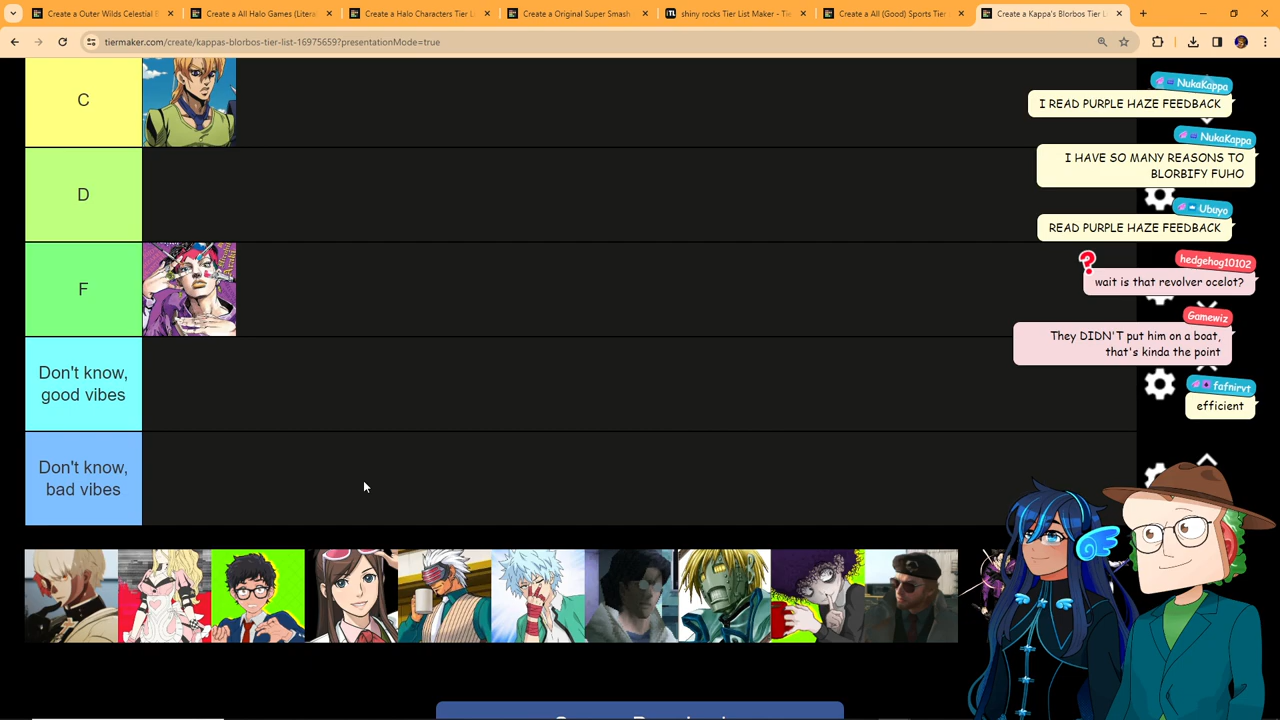 Create a Outer Wilds Celestial B
Create a All Halo Games (Litera
Create a Halo Characters Tier L
Create a Original Super Smash
shiny rocks Tier List Maker - Tie
Create a All (Good) Sports Tier
Create a Kappa's Blorbos Tier L
tiermaker.com/create/kappas-blorbos-tier-list-16975659?presentationMode=true
C
D
F
Don't know,
good vibes
Don't know,
bad vibes
NukaKappa
I READ PURPLE HAZE FEEDBACK
NukaKappa
I HAVE SO MANY REASONS TO
BLORBIFY FUHO
Ubuyo
READ PURPLE HAZE FEEDBACK
hedgehog10102
?
wait is that revolver ocelot?
Gamewiz
They DIDN'T put him on a boat,
that's kinda the point
fafnirvt
efficient